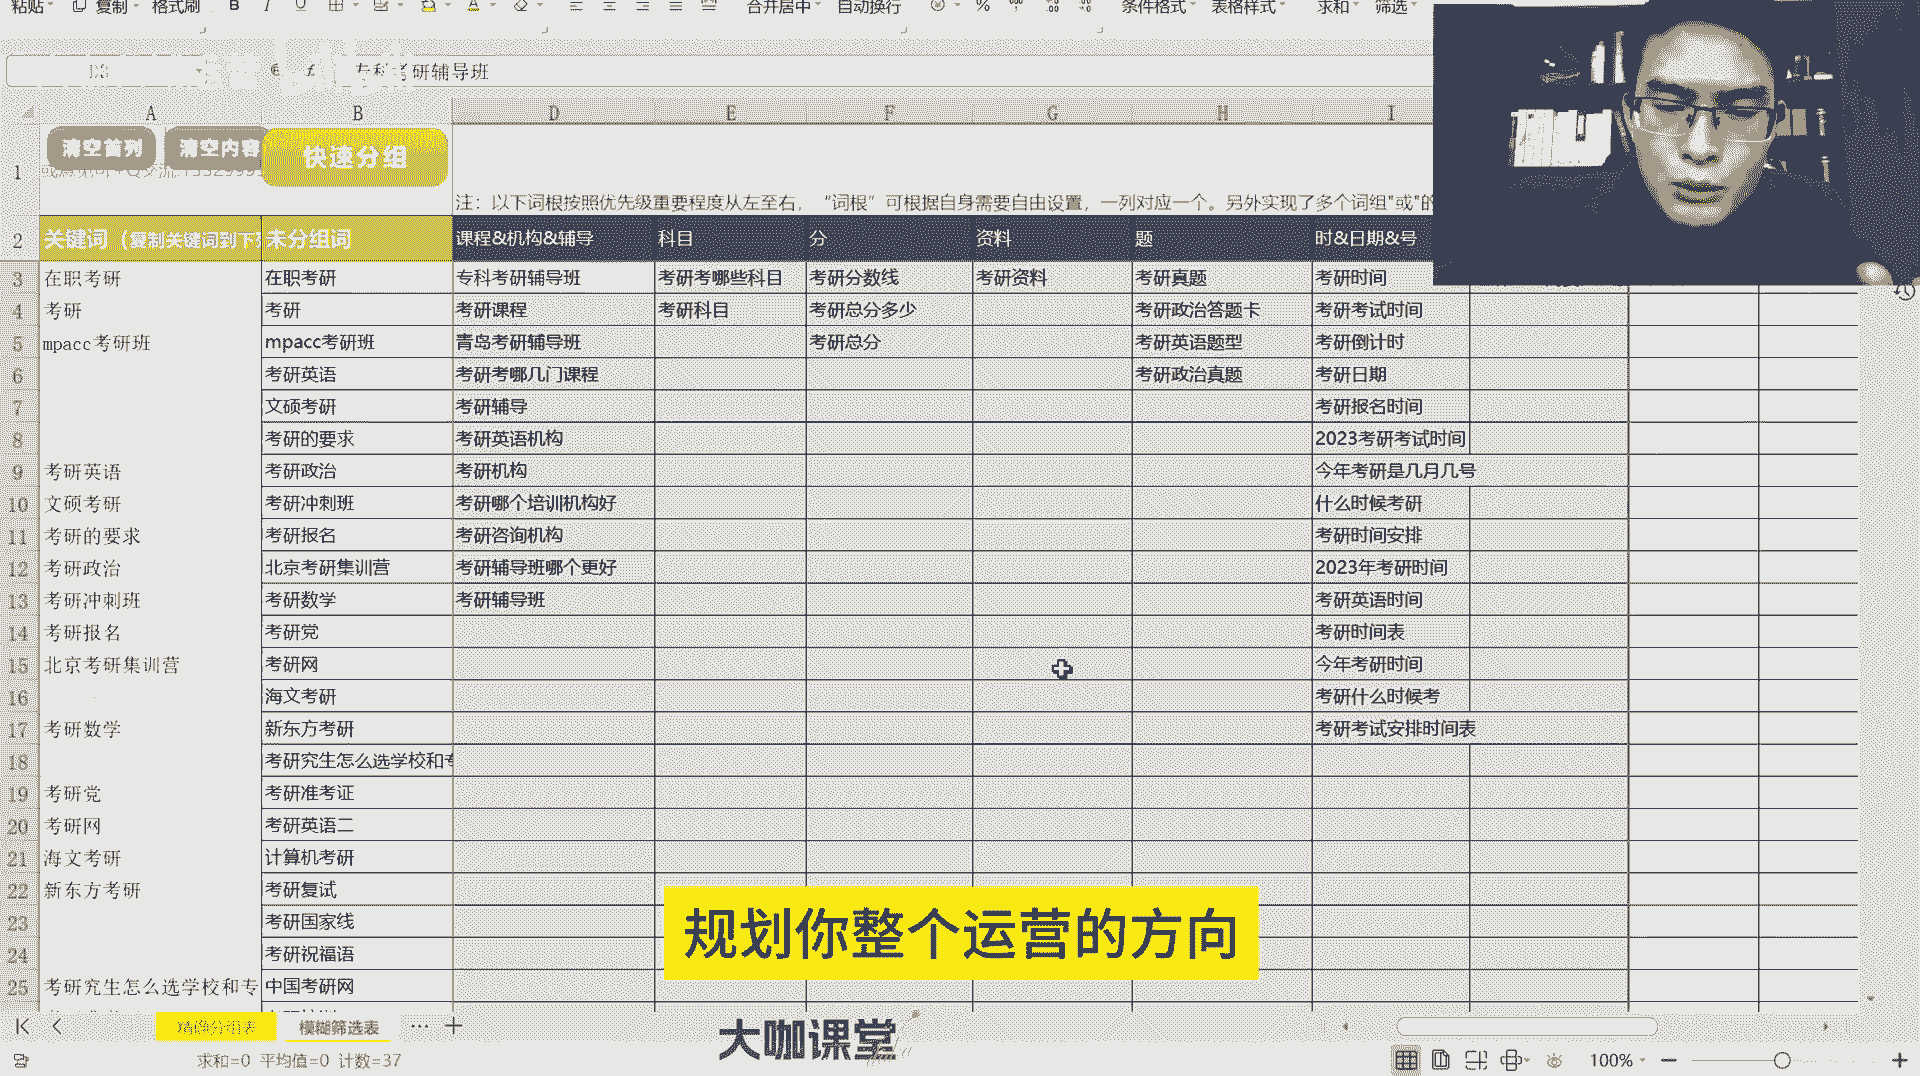 粘贴 复制 格式刷 B I U A 合并居中 自动换行 % 条件格式 表格样式 求和 筛选
专科考研辅导班
A B D E F G H I
清空首列 清空内容 快速分组
1
注：以下词根按照优先级重要程度从左至右，“词根”可根据自身需要自由设置，一列对应一个。另外实现了多个词组"或"的
2 关键词（复制关键词到下 未分组词 课程&机构&辅导 科目 分 资料 题 时&日期&号
3 在职考研 在职考研 专科考研辅导班 考研考哪些科目 考研分数线 考研资料 考研真题 考研时间
4 考研 考研 考研课程 考研科目 考研总分多少 考研政治答题卡 考研考试时间
5 mpacc考研班 mpacc考研班 青岛考研辅导班 考研总分 考研英语题型 考研倒计时
6 考研英语 考研考哪几门课程 考研政治真题 考研日期
7 文硕考研 考研辅导 考研报名时间
8 考研的要求 考研英语机构 2023考研考试时间
9 考研英语 考研政治 考研机构 今年考研是几月几号
10 文硕考研 考研冲刺班 考研哪个培训机构好 什么时候考研
11 考研的要求 考研报名 考研咨询机构 考研时间安排
12 考研政治 北京考研集训营 考研辅导班哪个更好 2023年考研时间
13 考研冲刺班 考研数学 考研辅导班 考研英语时间
14 考研报名 考研党 考研时间表
15 北京考研集训营 考研网 今年考研时间
16 海文考研 考研什么时候考
17 考研数学 新东方考研 考研考试安排时间表
18 考研究生怎么选学校和专
19 考研党 考研准考证
20 考研网 考研英语二
21 海文考研 计算机考研
22 新东方考研 考研复试
23 考研国家线
24 考研祝福语
25 考研究生怎么选学校和专 中国考研网
规划你整个运营的方向
精确分组表 模糊筛选表 ··· +
大咖课堂
求和=0 平均值=0 计数=37 100%